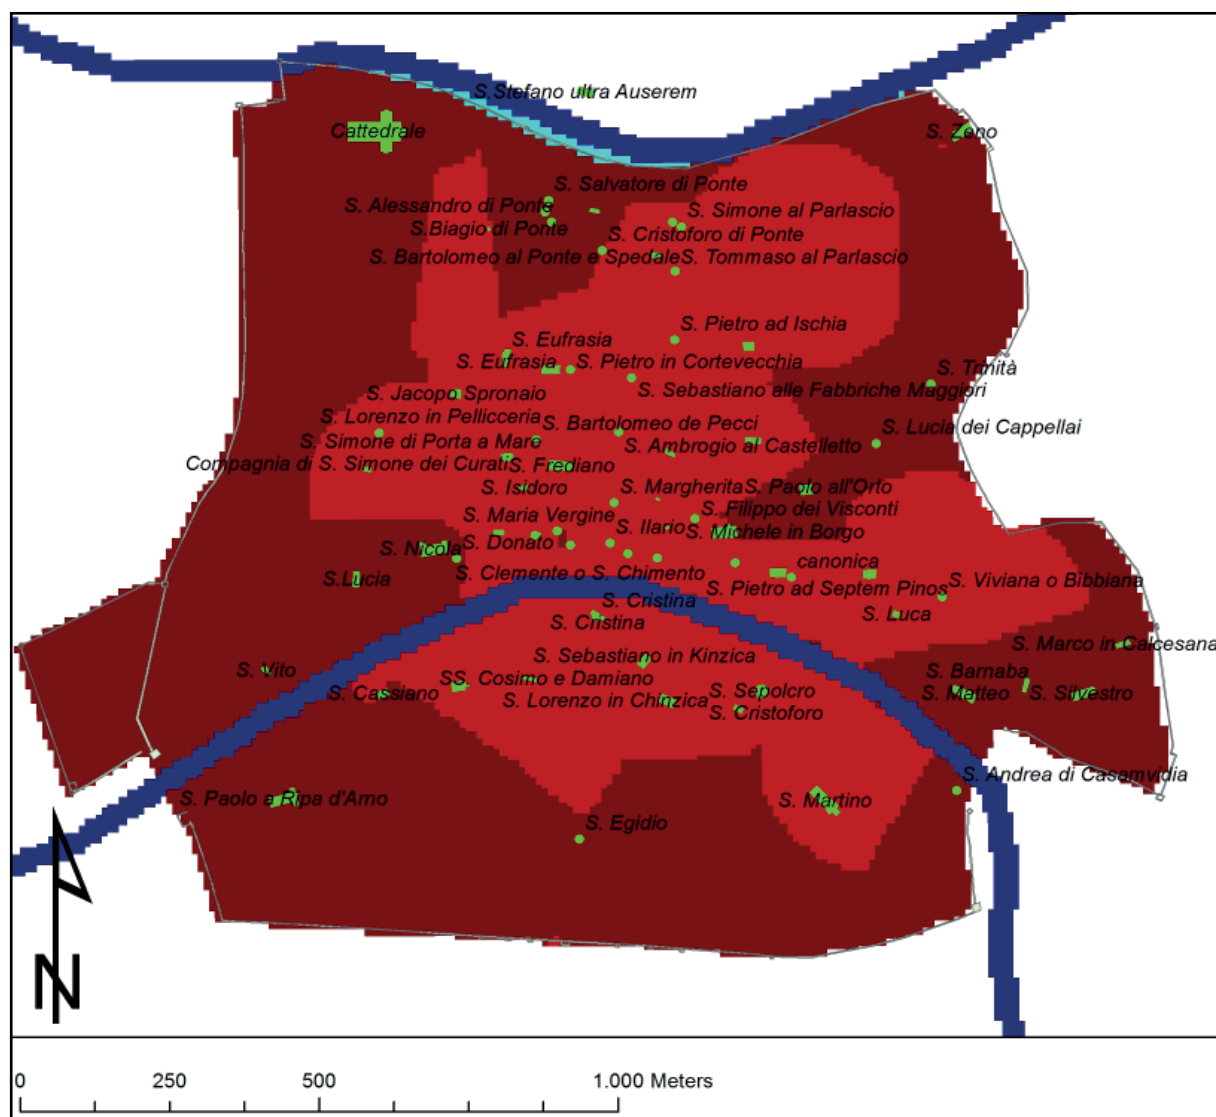 S.Stefano ultra Auserem
Cattedrale
S. Zeno
S. Salvatore di Ponte
S. Alessandro di Ponte
S. Simone al Parlascio
S.Biagio di Ponte
S. Cristoforo di Ponte
S. Bartolomeo al Ponte e Spedale
S. Tommaso al Parlascio
S. Pietro ad Ischia
S. Eufrasia
S. Eufrasia
S. Pietro in Cortevecchia
S. Trinità
S. Jacopo Spronaio
S. Sebastiano alle Fabbriche Maggiori
S. Lorenzo in Pellicceria
S. Bartolomeo de Pecci
S. Lucia dei Cappellai
S. Simone di Porta a Mare
S. Ambrogio al Castelletto
Compagnia di S. Simone dei Curati
S. Frediano
S. Isidoro
S. Margherita
S. Paolo all'Orto
S. Filippo dei Visconti
S. Maria Vergine
S. Ilario
S. Michele in Borgo
S. Nicola
S. Donato
canonica
S.Lucia
S. Clemente o S. Chimento
S. Pietro ad Septem Pinos
S. Viviana o Bibbiana
S. Cristina
S. Cristina
S. Luca
S. Marco in Calcesana
S. Sebastiano in Kinzica
S. Vito
S. Barnaba
SS. Cosimo e Damiano
S. Cassiano
S. Sepolcro
S. Matteo
S. Silvestro
S. Lorenzo in Chinzica
S. Cristoforo
S. Andrea di Casamvidia
S. Paolo a Ripa d'Arno
S. Martino
S. Egidio
N
0 250 500 1.000 Meters